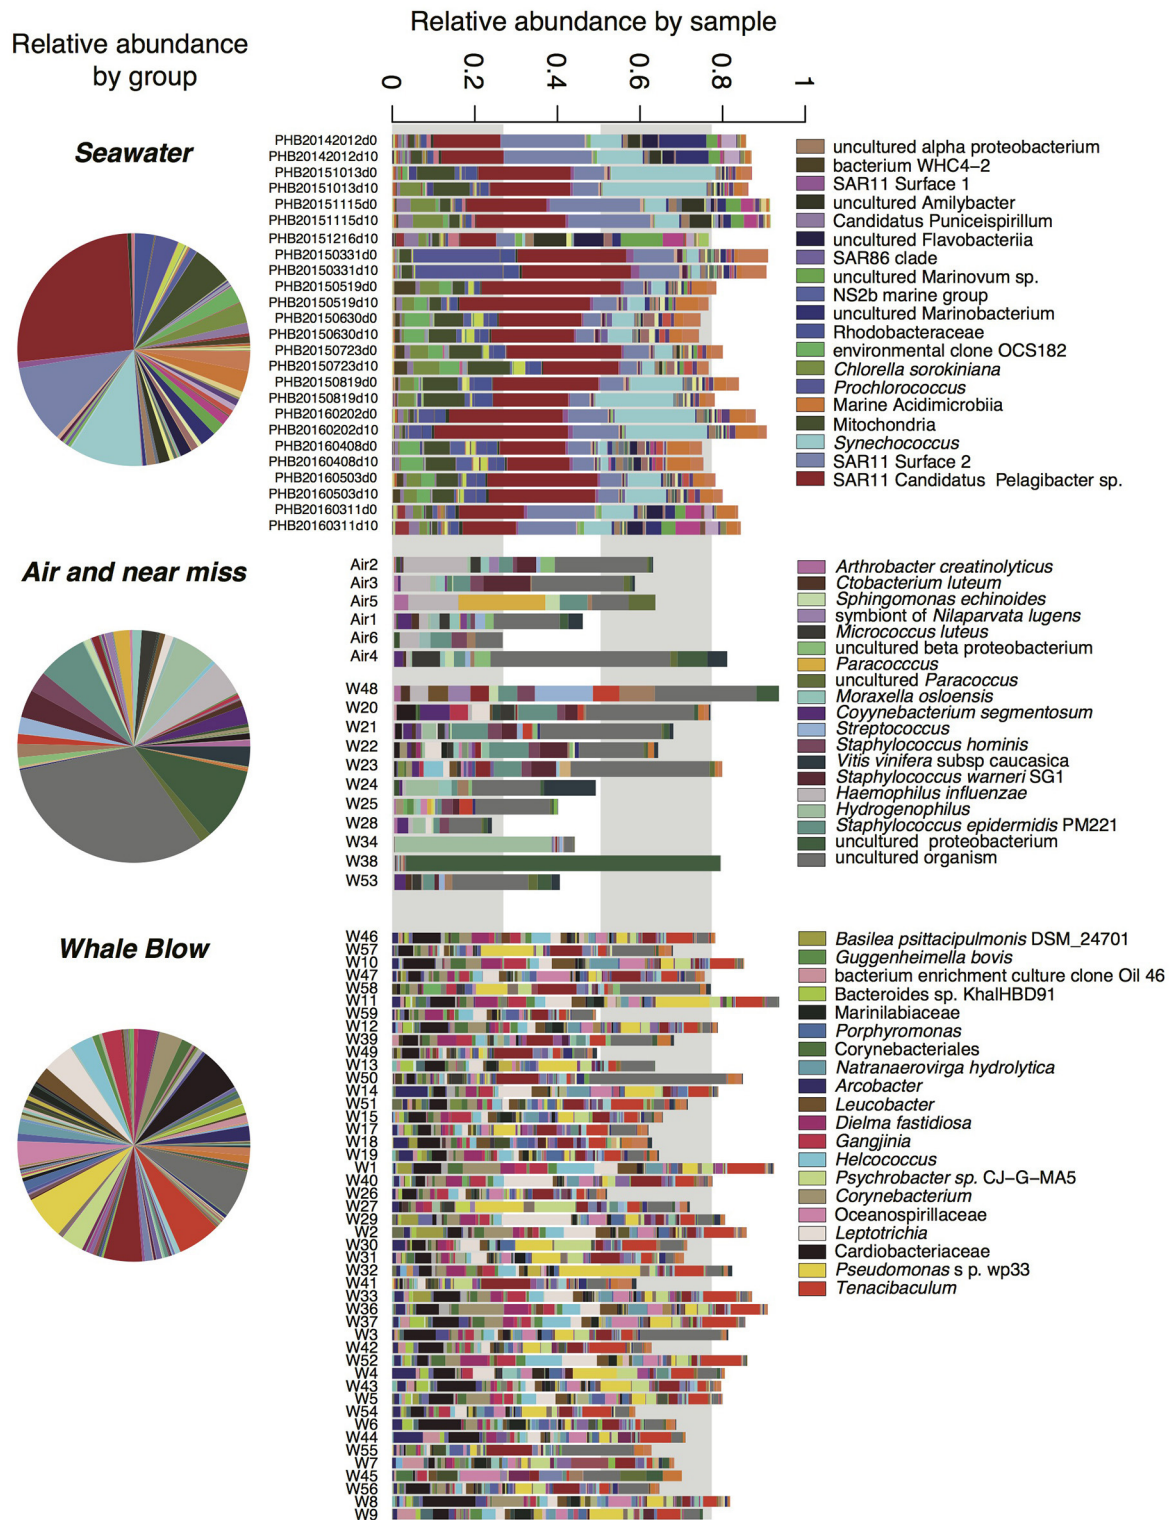 Relative abundance by sample
Relative abundance
by group
0
0.2
0.4
0.6
0.8
1
Seawater
PHB20142012d0
PHB20142012d10
PHB20151013d0
PHB20151013d10
PHB20151115d0
PHB20151115d10
PHB20151216d10
PHB20150331d0
PHB20150331d10
PHB20150519d0
PHB20150519d10
PHB20150630d0
PHB20150630d10
PHB20150723d0
PHB20150723d10
PHB20150819d0
PHB20150819d10
PHB20160202d0
PHB20160202d10
PHB20160408d0
PHB20160408d10
PHB20160503d0
PHB20160503d10
PHB20160311d0
PHB20160311d10
uncultured alpha proteobacterium
bacterium WHC4-2
SAR11 Surface 1
uncultured Amilybacter
Candidatus Puniceispirillum
uncultured Flavobacteriia
SAR86 clade
uncultured Marinovum sp.
NS2b marine group
uncultured Marinobacterium
Rhodobacteraceae
environmental clone OCS182
Chlorella sorokiniana
Prochlorococcus
Marine Acidimicrobiia
Mitochondria
Synechococcus
SAR11 Surface 2
SAR11 Candidatus Pelagibacter sp.
Air and near miss
Air2
Air3
Air5
Air1
Air6
Air4
W48
W20
W21
W22
W23
W24
W25
W28
W34
W38
W53
Arthrobacter creatinolyticus
Ctobacterium luteum
Sphingomonas echinoides
symbiont of Nilaparvata lugens
Micrococcus luteus
uncultured beta proteobacterium
Paracocccus
uncultured Paracoccus
Moraxella osloensis
Coyynebacterium segmentosum
Streptococcus
Staphylococcus hominis
Vitis vinifera subsp caucasica
Staphylococcus warneri SG1
Haemophilus influenzae
Hydrogenophilus
Staphylococcus epidermidis PM221
uncultured proteobacterium
uncultured organism
Whale Blow
W46
W57
W10
W47
W58
W11
W59
W12
W39
W49
W13
W50
W14
W51
W15
W17
W18
W19
W1
W40
W26
W27
W29
W2
W30
W31
W32
W41
W33
W36
W37
W3
W42
W52
W4
W43
W5
W54
W6
W44
W55
W7
W45
W56
W8
W9
Basilea psittacipulmonis DSM_24701
Guggenheimella bovis
bacterium enrichment culture clone Oil 46
Bacteroides sp. KhalHBD91
Marinilabiaceae
Porphyromonas
Corynebacteriales
Natranaerovirga hydrolytica
Arcobacter
Leucobacter
Dielma fastidiosa
Gangjinia
Helcococcus
Psychrobacter sp. CJ-G-MA5
Corynebacterium
Oceanospirillaceae
Leptotrichia
Cardiobacteriaceae
Pseudomonas s p. wp33
Tenacibaculum